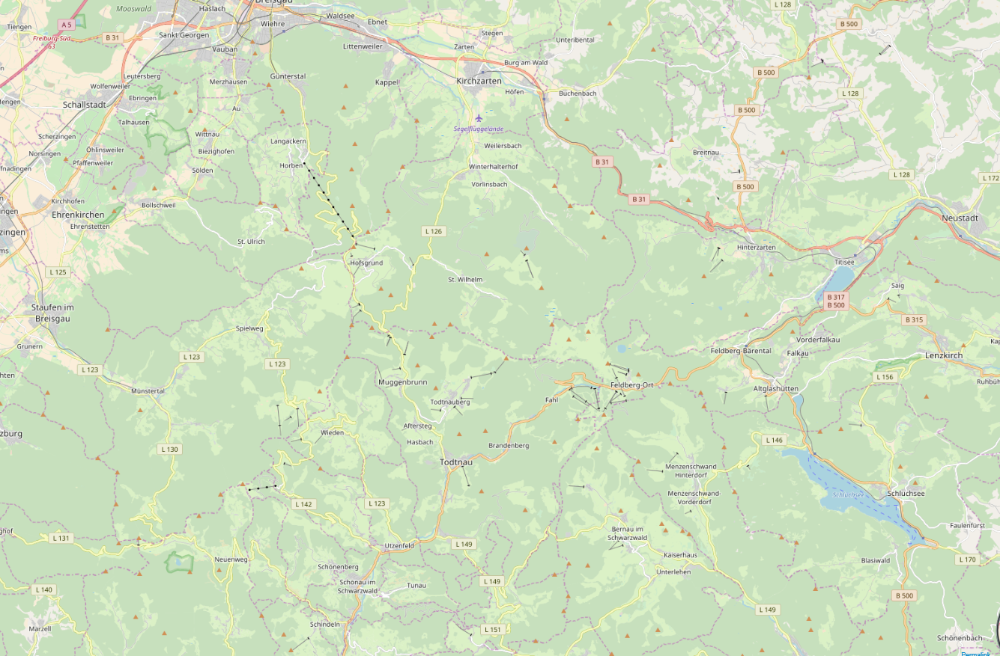 Mooswald
Haslach
Breisgau
L 128
Tiengen
A 5
Waldsee
Ebnet
B 500
Wiehre
Freiburg Süd
63
B 31
Sankt Georgen
Stegen
Unteribental
Littenweiler
Zarten
Vauban
Burg am Wald
Leutersberg
Günterstal
B 500
Merzhausen
Kappel
Kirchzarten
Wolfenweiler
Höfen
Buchenbach
L 128
Ebringen
Schallstadt
Au
B 500
Talhausen
Segelfluggelände
Wittnau
Scherzingen
Langackern
Weilersbach
Ohlinsweiler
Biezighofen
Breitnau
Norsingen
Pfaffenweiler
Horben
B 31
Winterhalterhof
Sölden
L 128
L 172
Vörlinsbach
B 500
Kirchhofen
Bollschweil
B 31
Ehrenkirchen
Neustadt
Ehrenstetten
L 126
St. Ulrich
Hinterzarten
Hofsgrund
Titisee
L 125
St. Wilhelm
Saig
B 317
B 500
Staufen im
Breisgau
B 315
Spielweg
Vorderfalkau
Grunern
Feldberg-Bärental
Falkau
L 123
Lenzkirch
L 123
L 123
L 156
Muggenbrunn
Feldberg-Ort
Münstertal
Altglashütten
Todtnauberg
Fahl
Aftersteg
Wieden
Hasbach
L 146
Brandenberg
L 130
Todtnau
Menzenschwand
Hinterdorf
Menzenschwand-
Vorderdorf
Schluchsee
Schluchsee
L 142
L 123
Faulenfürst
Bernau im
Schwarzwald
L 131
L 149
Utzenfeld
Neuenweg
Kaiserhaus
L 170
Blasiwald
Schönenberg
Unterlehen
L 149
Schönau im
Schwarzwald
Tunau
L 140
B 500
L 149
Schindeln
Marzell
L 151
Schönenbach
Permalink